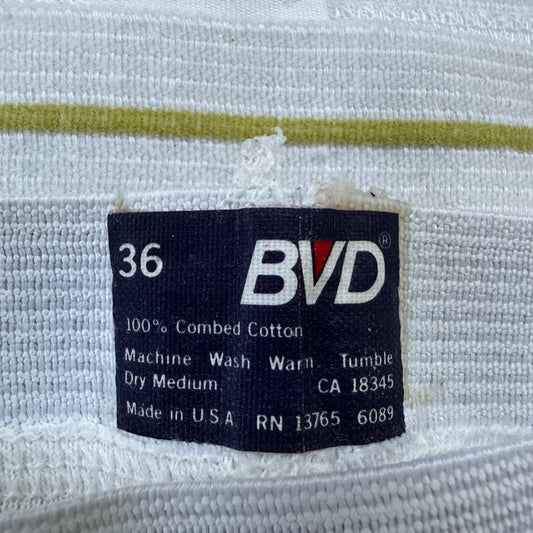 36 BVD®
100% Combed Cotton
Machine Wash Warm Tumble
Dry Medium. CA 18345
Made in U S A RN 13765 6089